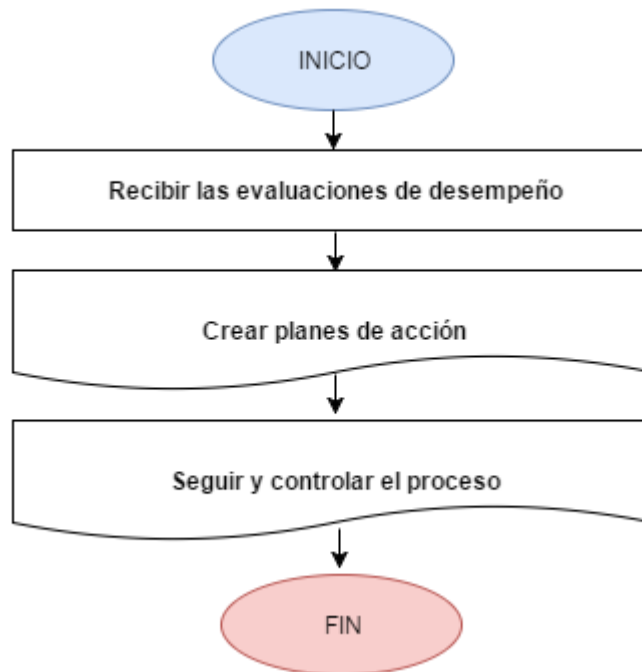 INICIO
Recibir las evaluaciones de desempeño
Crear planes de acción
Seguir y controlar el proceso
FIN